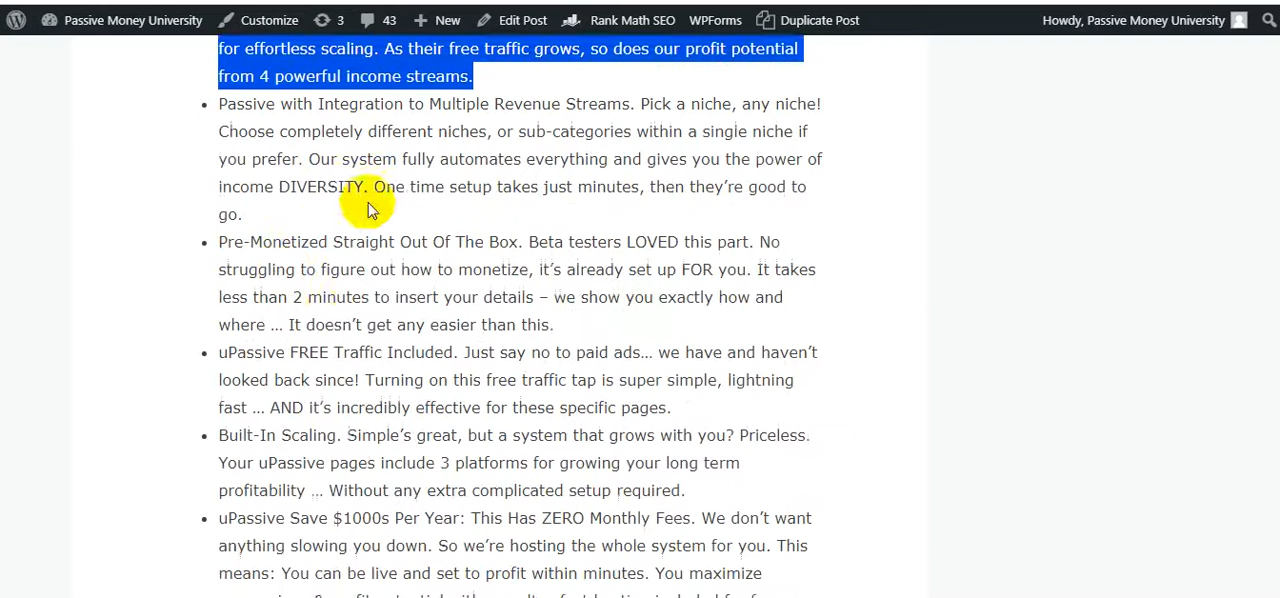 Passive Money University Customize 3 43 New Edit Post Rank Math SEO WPForms Duplicate Post Howdy, Passive Money University
for effortless scaling. As their free traffic grows, so does our profit potential
from 4 powerful income streams.
• Passive with Integration to Multiple Revenue Streams. Pick a niche, any niche!
Choose completely different niches, or sub-categories within a single niche if
you prefer. Our system fully automates everything and gives you the power of
income DIVERSITY. One time setup takes just minutes, then they’re good to
go.
• Pre-Monetized Straight Out Of The Box. Beta testers LOVED this part. No
struggling to figure out how to monetize, it’s already set up FOR you. It takes
less than 2 minutes to insert your details – we show you exactly how and
where … It doesn’t get any easier than this.
• uPassive FREE Traffic Included. Just say no to paid ads… we have and haven’t
looked back since! Turning on this free traffic tap is super simple, lightning
fast … AND it’s incredibly effective for these specific pages.
• Built-In Scaling. Simple’s great, but a system that grows with you? Priceless.
Your uPassive pages include 3 platforms for growing your long term
profitability … Without any extra complicated setup required.
• uPassive Save $1000s Per Year: This Has ZERO Monthly Fees. We don’t want
anything slowing you down. So we’re hosting the whole system for you. This
means: You can be live and set to profit within minutes. You maximize